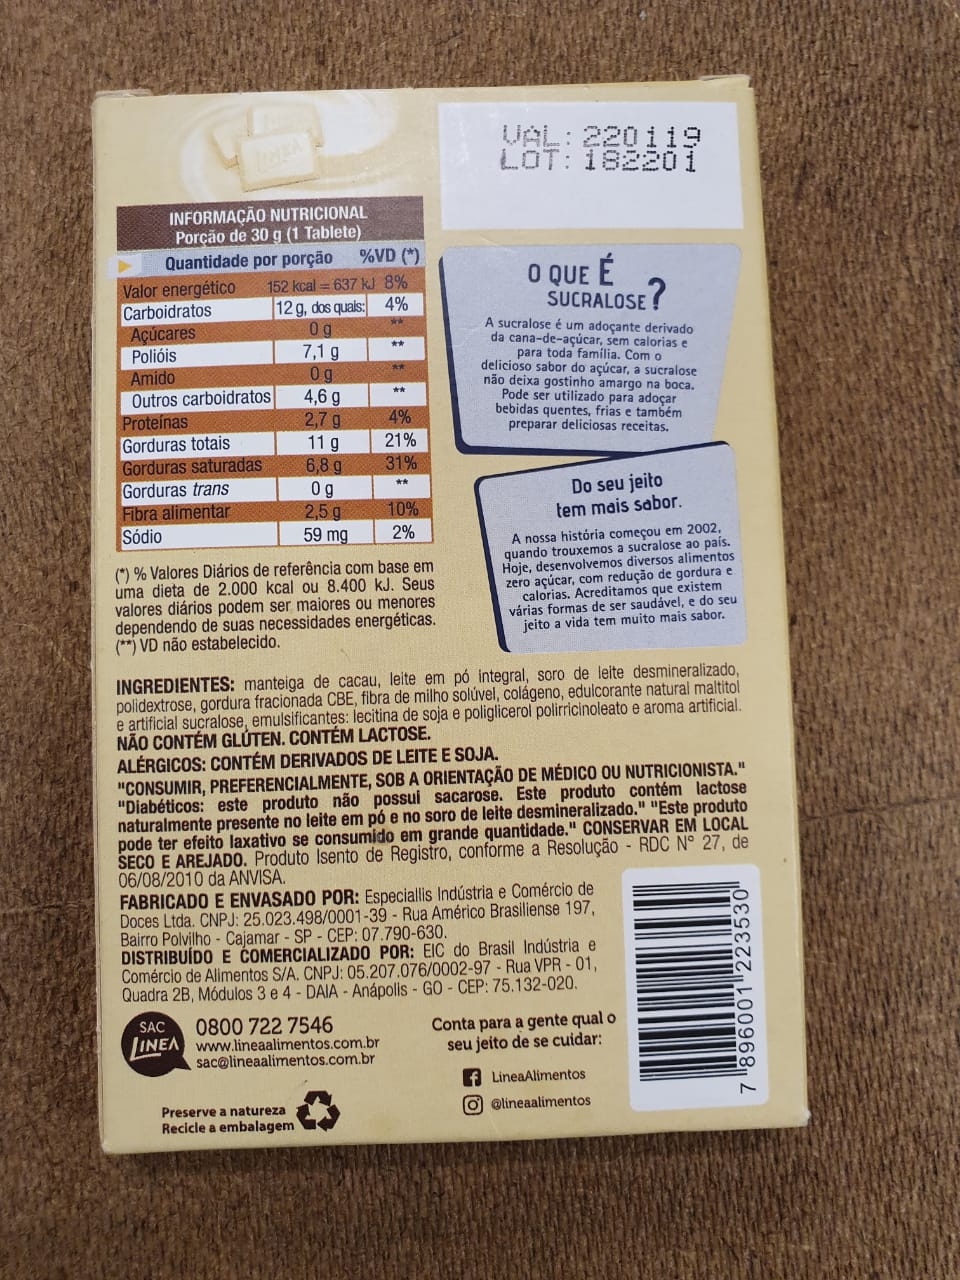 VAL: 220119
LOT: 182201
INFORMAÇÃO NUTRICIONAL
Porção de 30 g (1 Tablete)
Quantidade por porção %VD (*)
Valor energético 152 kcal = 637 kJ 8%
Carboidratos 12 g, dos quais: 4%
Açúcares 0 g **
Polióis 7,1 g **
Amido 0 g **
Outros carboidratos 4,6 g **
Proteínas 2,7 g 4%
Gorduras totais 11 g 21%
Gorduras saturadas 6,8 g 31%
Gorduras trans 0 g **
Fibra alimentar 2,5 g 10%
Sódio 59 mg 2%
(*) % Valores Diários de referência com base em
uma dieta de 2.000 kcal ou 8.400 kJ. Seus
valores diários podem ser maiores ou menores
dependendo de suas necessidades energéticas.
(**) VD não estabelecido.
O QUE É
SUCRALOSE?
A sucralose é um adoçante derivado
da cana-de-açúcar, sem calorias e
para toda família. Com o
delicioso sabor do açúcar, a sucralose
não deixa gostinho amargo na boca.
Pode ser utilizado para adoçar
bebidas quentes, frias e também
preparar deliciosas receitas.
Do seu jeito
tem mais sabor.
A nossa história começou em 2002,
quando trouxemos a sucralose ao país.
Hoje, desenvolvemos diversos alimentos
zero açúcar, com redução de gordura e
calorias. Acreditamos que existem
várias formas de ser saudável, e do seu
jeito a vida tem muito mais sabor.
INGREDIENTES: manteiga de cacau, leite em pó integral, soro de leite desmineralizado,
polidextrose, gordura fracionada CBE, fibra de milho solúvel, colágeno, edulcorante natural maltitol
e artificial sucralose, emulsificantes: lecitina de soja e poliglicerol polirricinoleato e aroma artificial.
NÃO CONTÉM GLÚTEN. CONTÉM LACTOSE.
ALÉRGICOS: CONTÉM DERIVADOS DE LEITE E SOJA.
"CONSUMIR, PREFERENCIALMENTE, SOB A ORIENTAÇÃO DE MÉDICO OU NUTRICIONISTA."
"Diabéticos: este produto não possui sacarose. Este produto contém lactose
naturalmente presente no leite em pó e no soro de leite desmineralizado." "Este produto
pode ter efeito laxativo se consumido em grande quantidade." CONSERVAR EM LOCAL
SECO E AREJADO. Produto Isento de Registro, conforme a Resolução - RDC Nº 27, de
06/08/2010 da ANVISA.
FABRICADO E ENVASADO POR: Especiallis Indústria e Comércio de
Doces Ltda. CNPJ: 25.023.498/0001-39 - Rua Américo Brasiliense 197,
Bairro Polvilho - Cajamar - SP - CEP: 07.790-630.
DISTRIBUÍDO E COMERCIALIZADO POR: EIC do Brasil Indústria e
Comércio de Alimentos S/A. CNPJ: 05.207.076/0002-97 - Rua VPR - 01,
Quadra 2B, Módulos 3 e 4 - DAIA - Anápolis - GO - CEP: 75.132-020.
SAC
LINEA
0800 722 7546
www.lineaalimentos.com.br
sac@lineaalimentos.com.br
Conta para a gente qual o
seu jeito de se cuidar:
LineaAlimentos
@lineaalimentos
Preserve a natureza
Recicle a embalagem
7 896001 223530